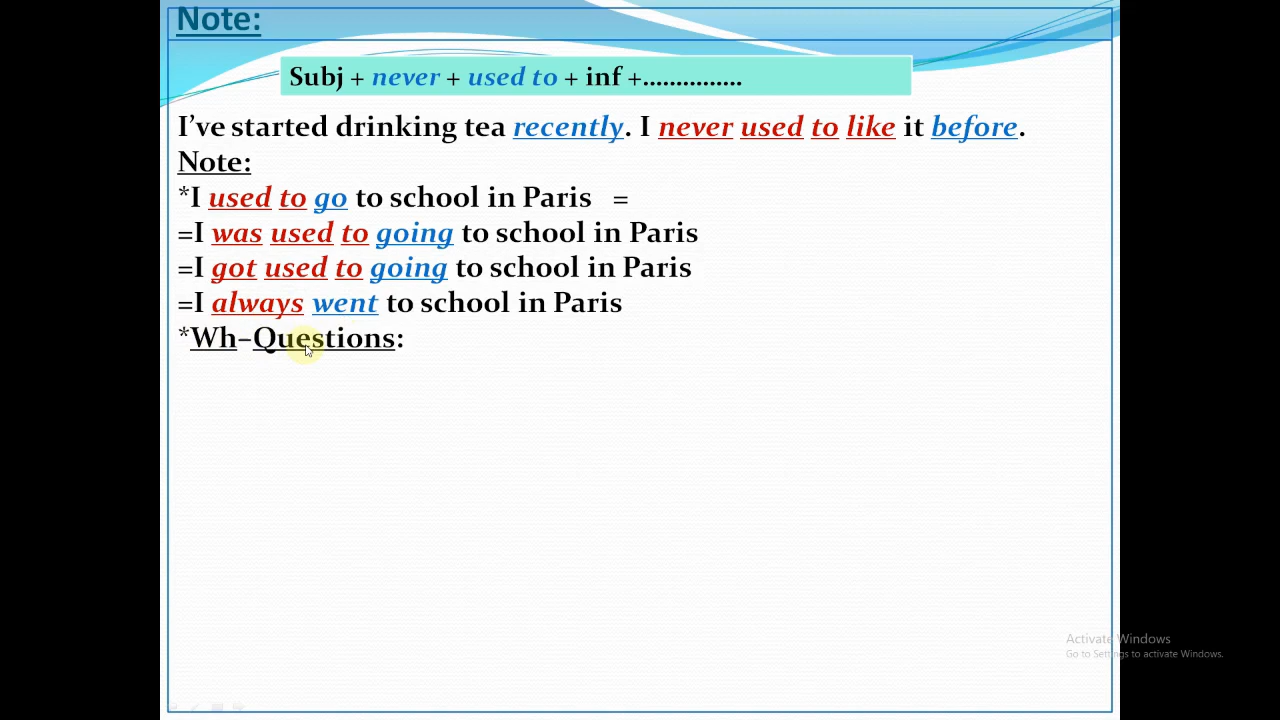 Note:
Subj + never + used to + inf +...............
I’ve started drinking tea recently. I never used to like it before.
Note:
*I used to go to school in Paris =
=I was used to going to school in Paris
=I got used to going to school in Paris
=I always went to school in Paris
*Wh–Questions:
Activate Windows
Go to Settings to activate Windows.